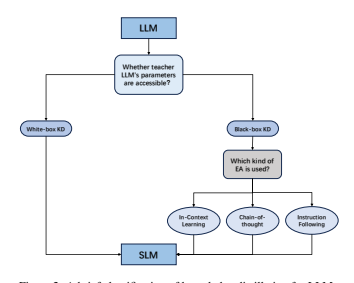 LLM
Whether teacher
LLM's parameters
are accessible?
White-box KD
Black-box KD
Which kind of
EA is used?
In-Context
Learning
Chain-of-
thought
Instruction
Following
SLM